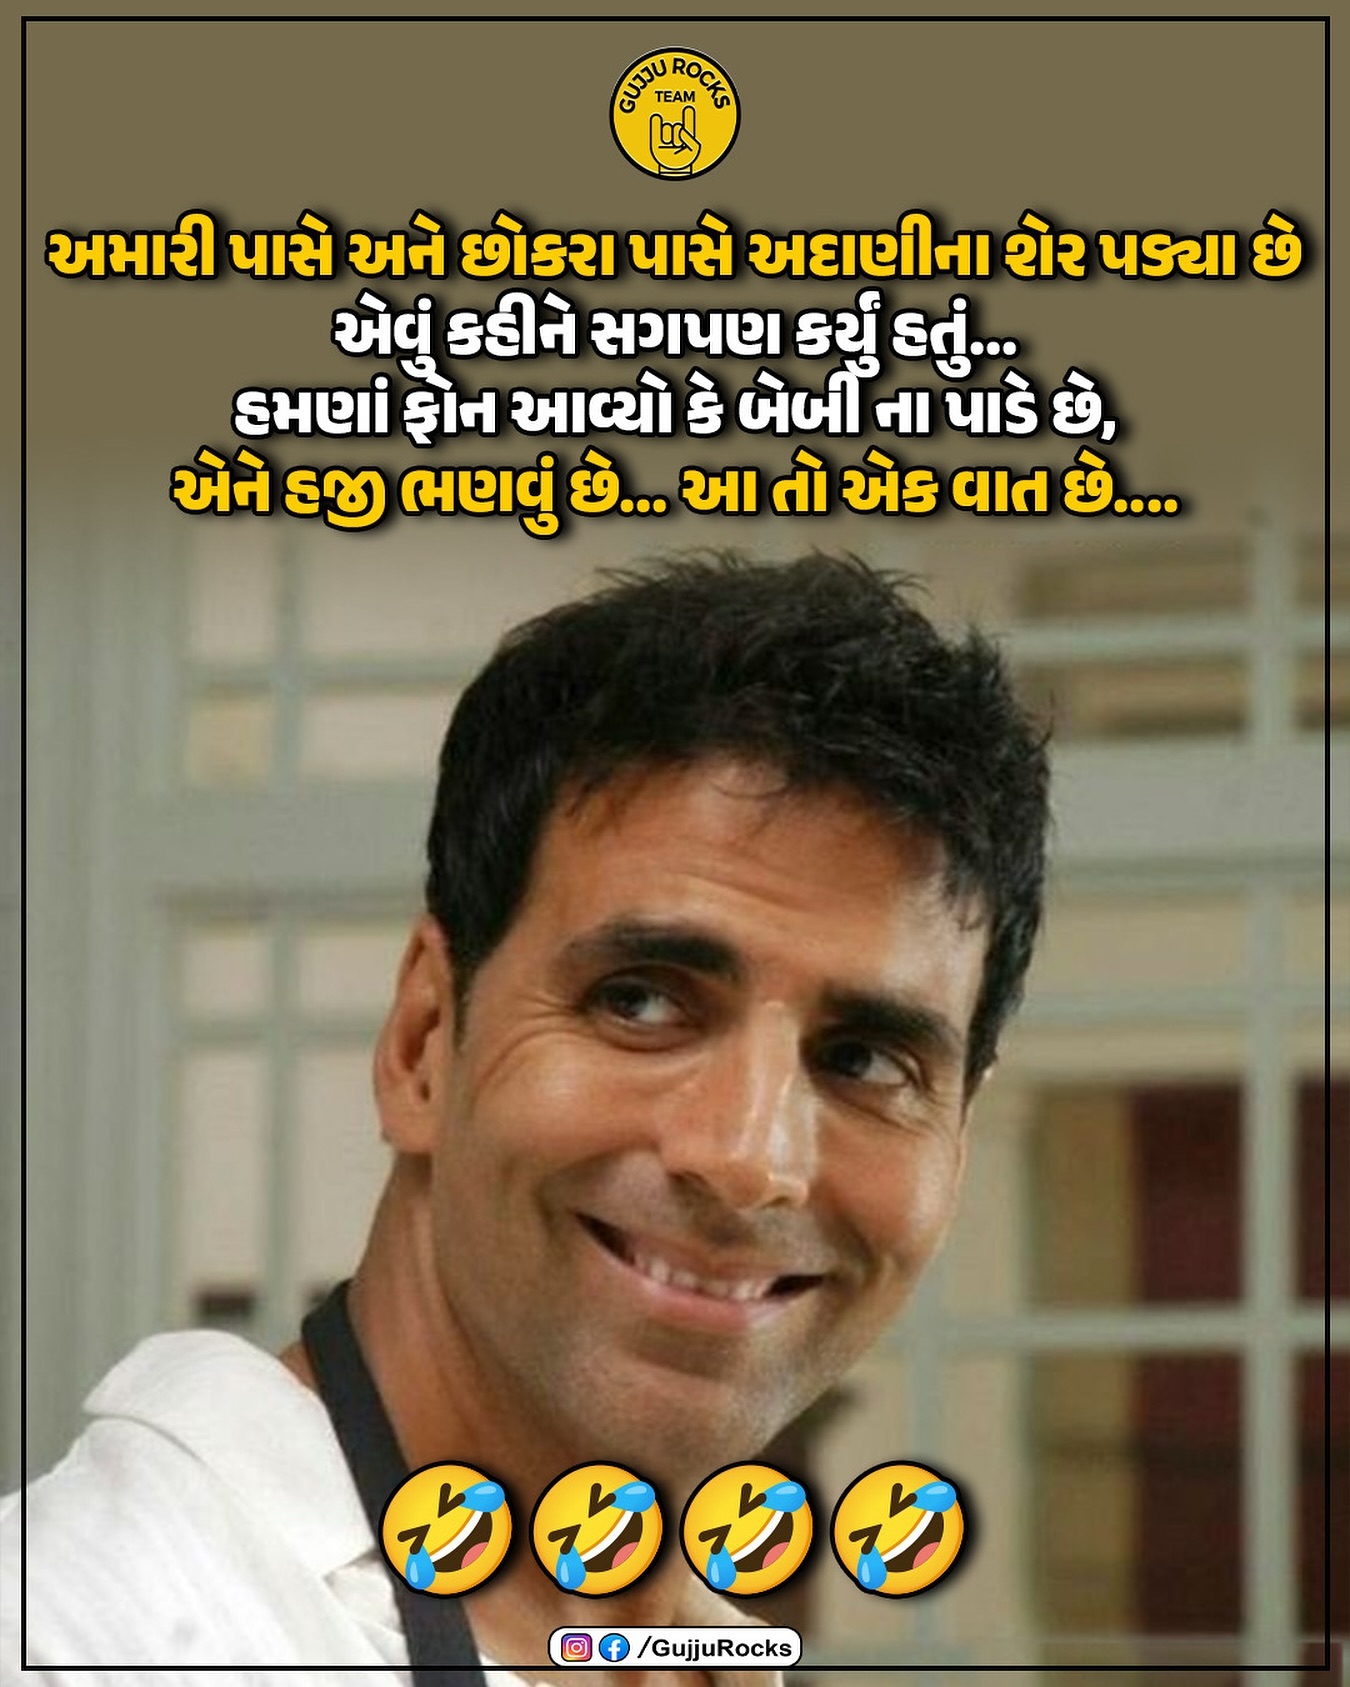 GUJJU ROCKS
TEAM
અમારી પાસે અને છોકરા પાસે અદાણીના શેર પડ્યા છે
એવું કહીને સગપણ કર્યું હતું...
હમણાં ફોન આવ્યો કે બેબી ના પાડે છે,
એને હજી ભણવું છે... આ તો એક વાત છે....
/GujjuRocks